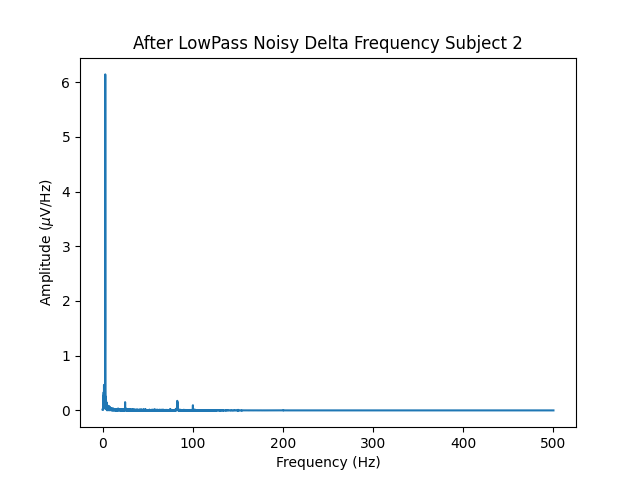 After LowPass Noisy Delta Frequency Subject 2
Amplitude (μV/Hz)
6
5
4
3
2
1
0
0 100 200 300 400 500
Frequency (Hz)